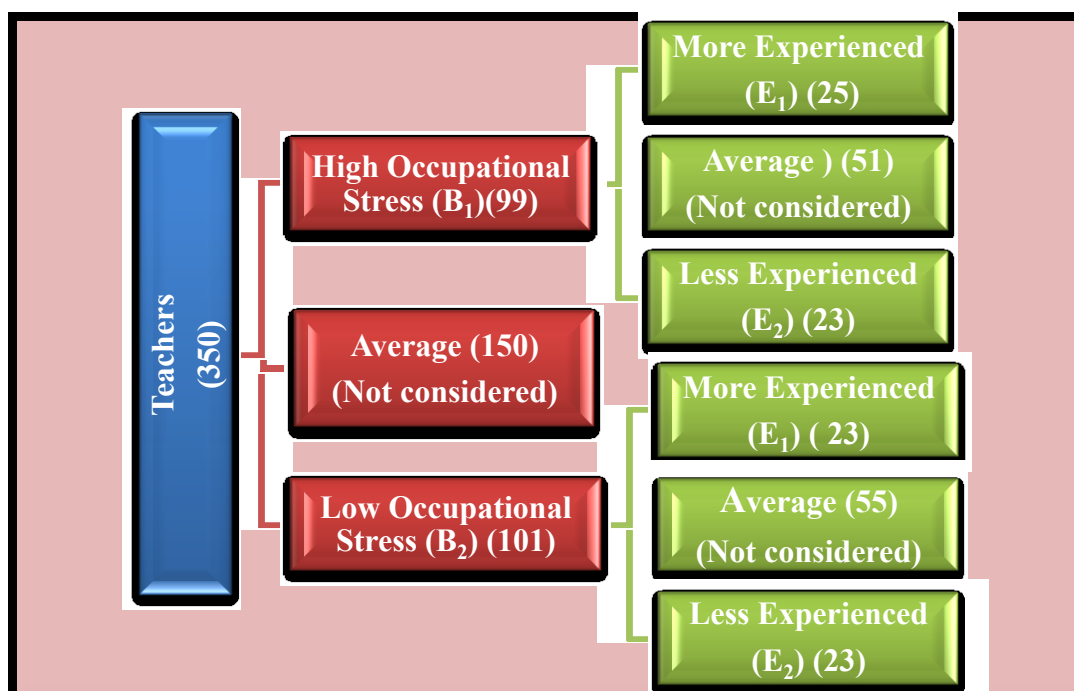 Teachers
(350)
High Occupational
Stress (B₁)(99)
Average (150)
(Not considered)
Low Occupational
Stress (B₂) (101)
More Experienced
(E₁) (25)
Average ) (51)
(Not considered)
Less Experienced
(E₂) (23)
More Experienced
(E₁) ( 23)
Average (55)
(Not considered)
Less Experienced
(E₂) (23)